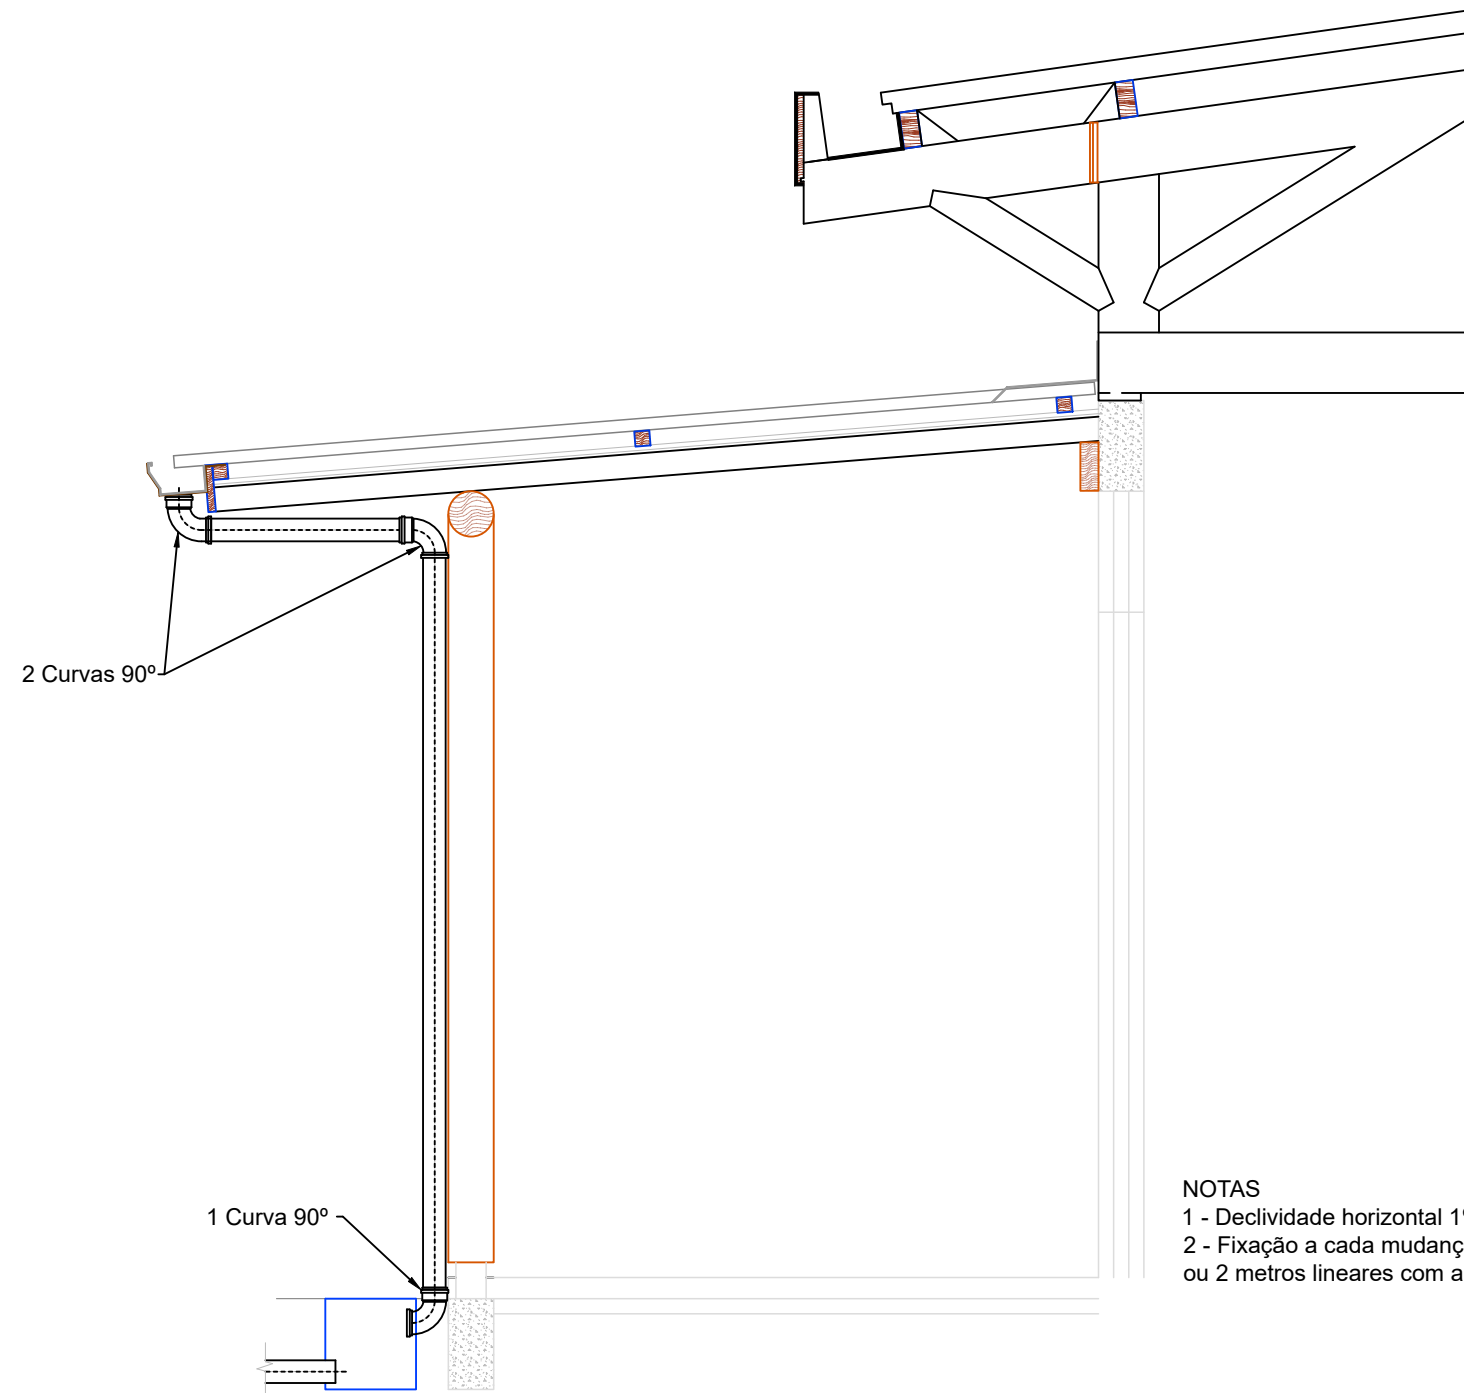 2 Curvas 90º
1 Curva 90º
NOTAS
1 - Declividade horizontal
2 - Fixação a cada
ou 2 metros lineares com